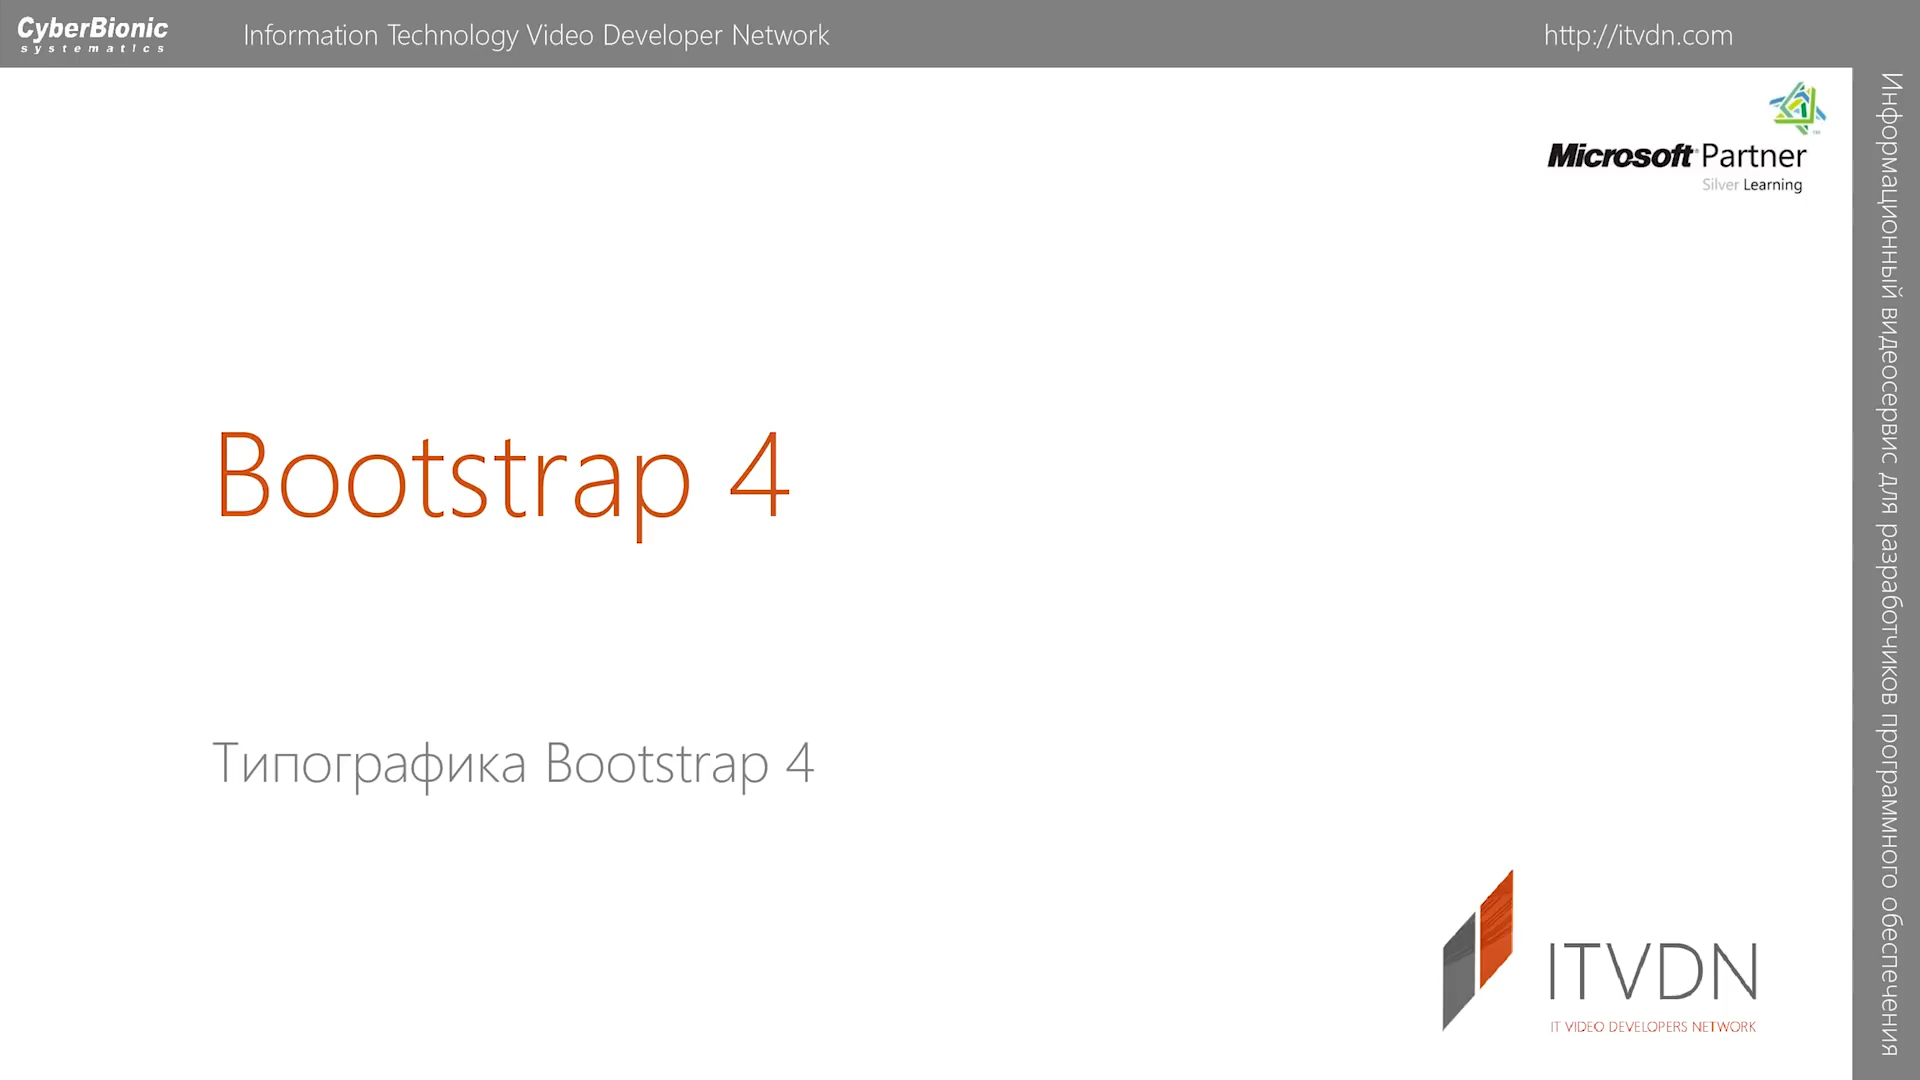 CyberBionic
systematics
Information Technology Video Developer Network
http://itvdn.com
Microsoft Partner
Silver Learning
Информационный видеосервис для разработчиков программного обеспечения
Bootstrap 4
Типографика Bootstrap 4
ITVDN
IT VIDEO DEVELOPERS NETWORK